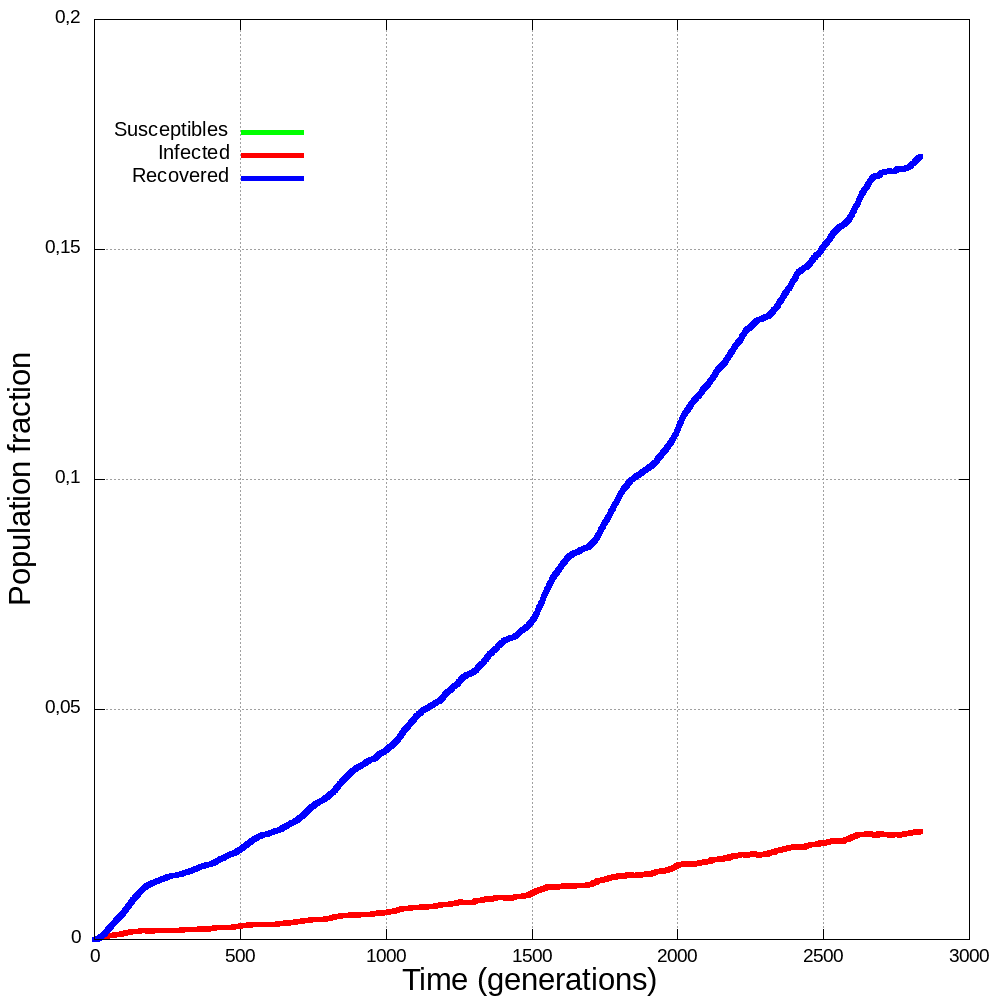 0,2
Susceptibles
Infected
Recovered
0,15
0,1
0,05
0
Population fraction
0 500 1000 1500 2000 2500 3000
Time (generations)